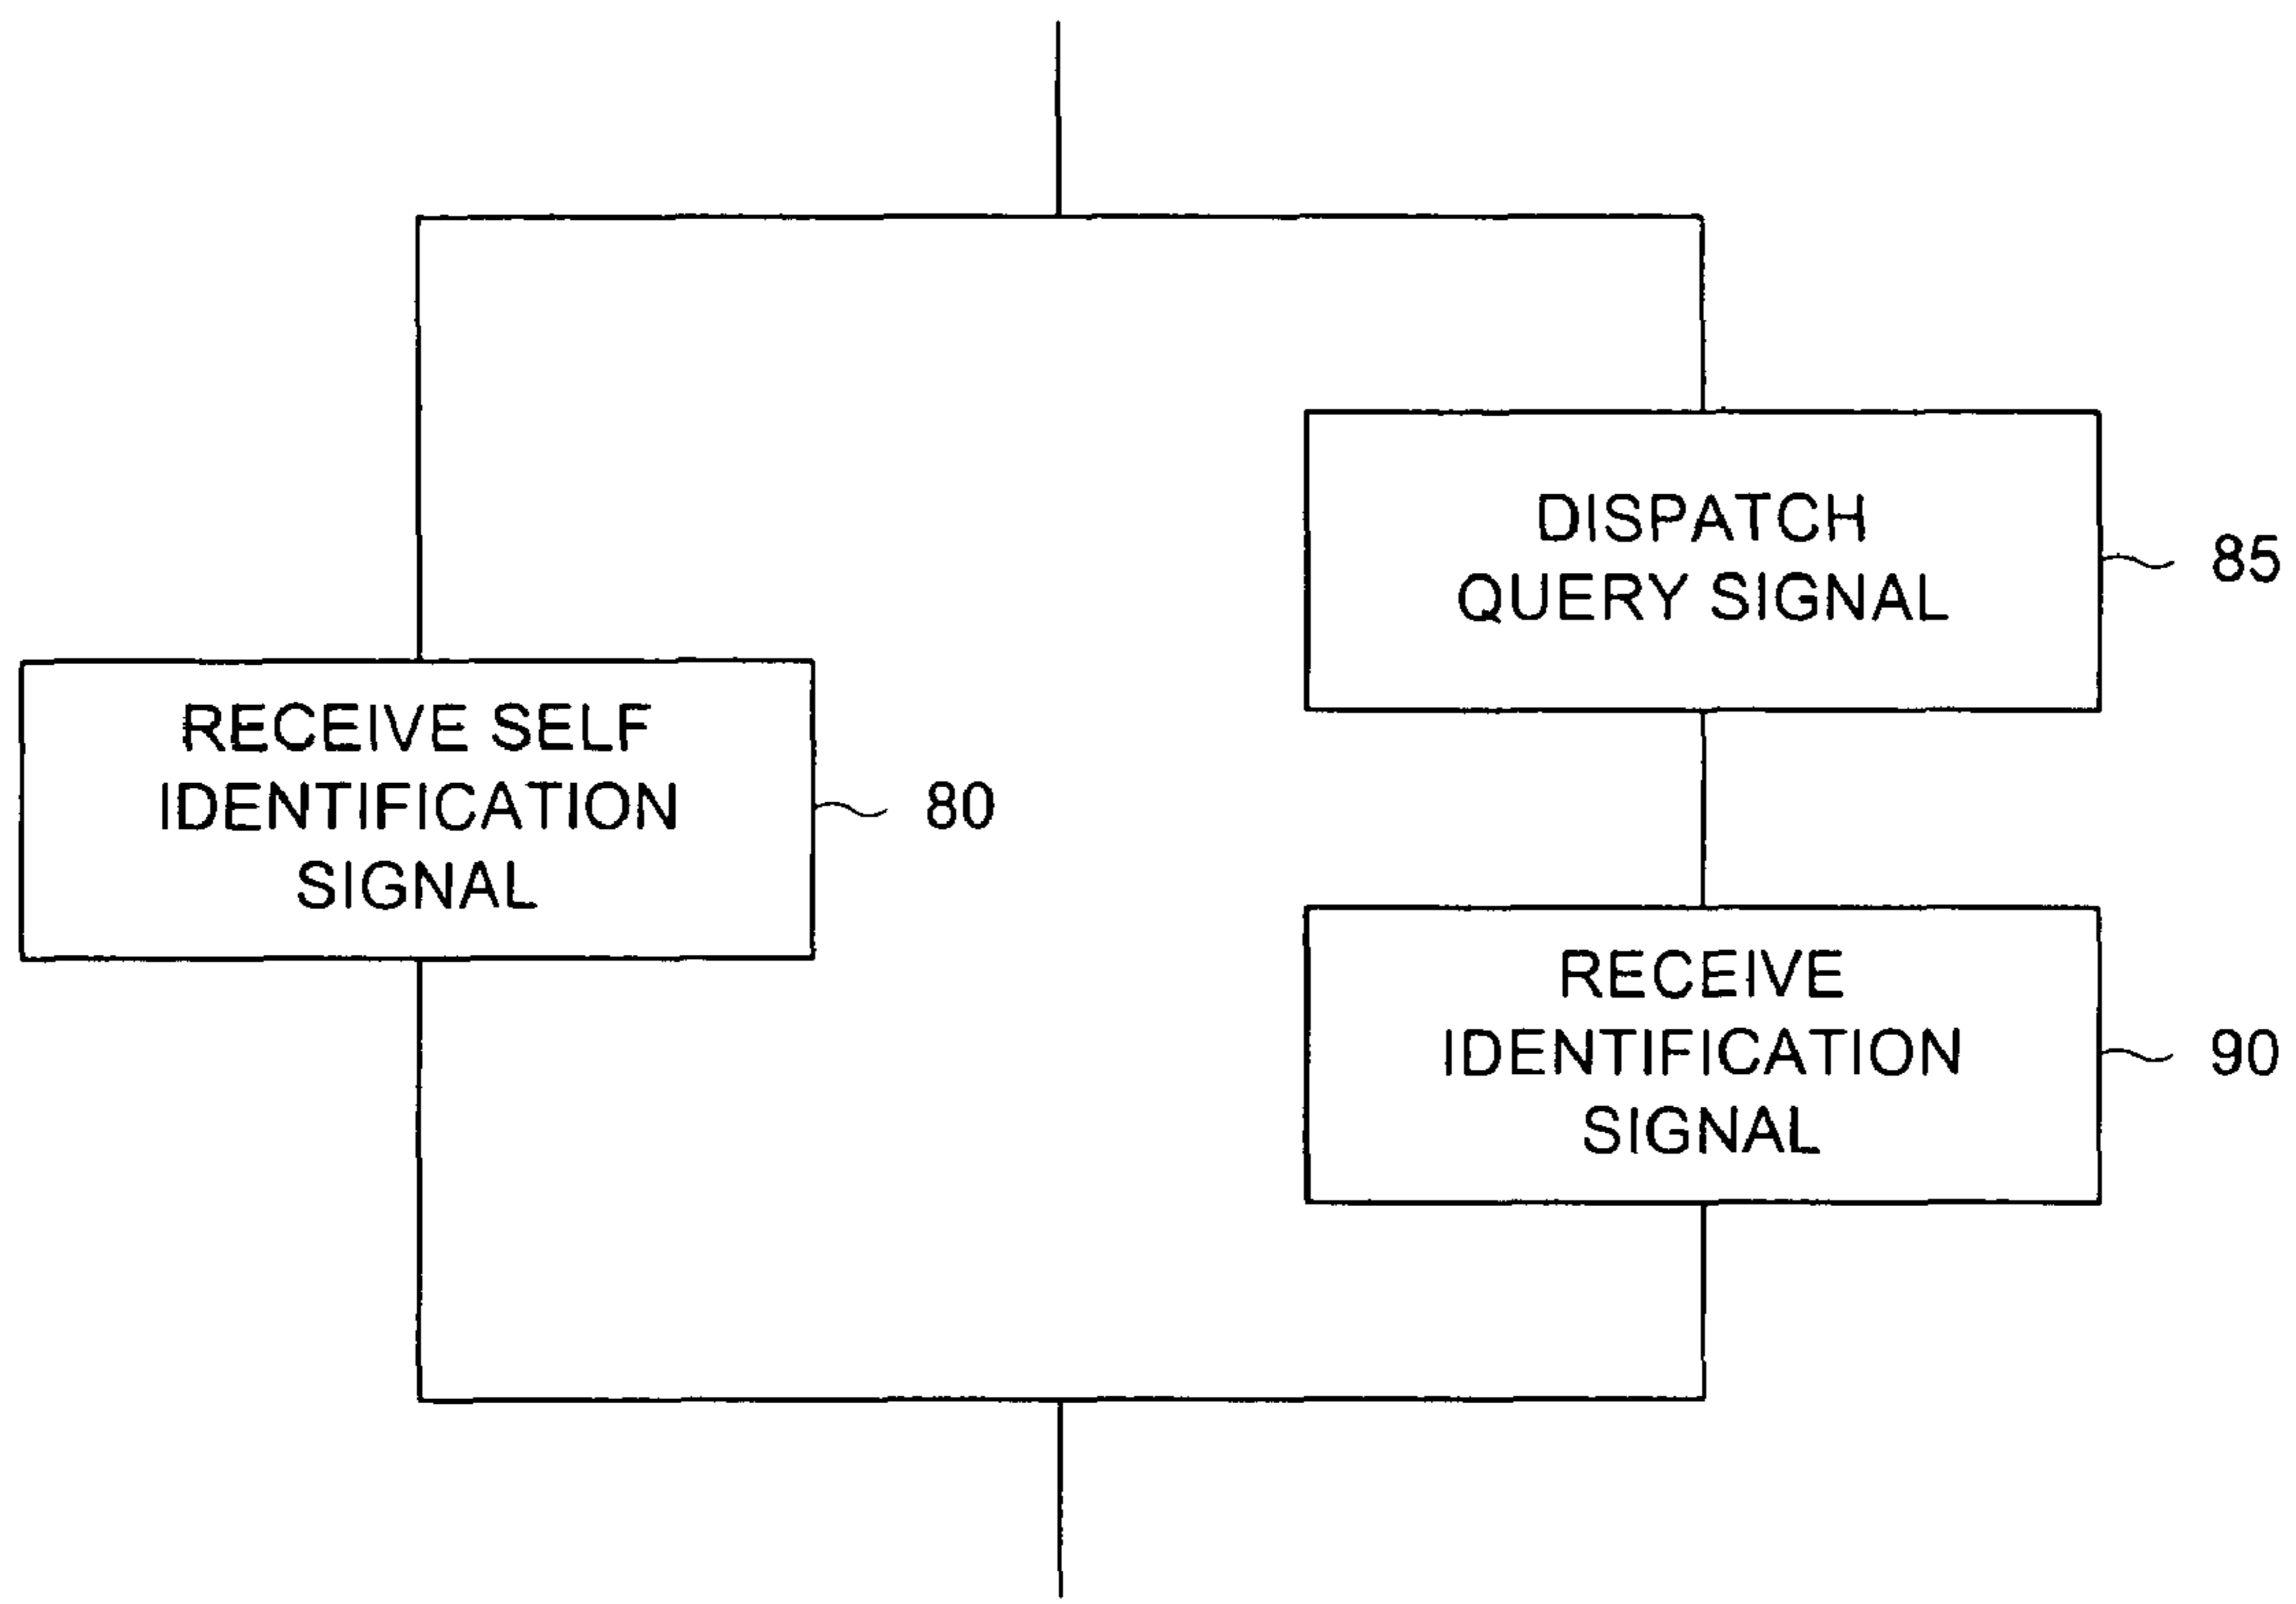 DISPATCH
QUERY SIGNAL
85
RECEIVE SELF
IDENTIFICATION
SIGNAL
80
RECEIVE
IDENTIFICATION
SIGNAL
90